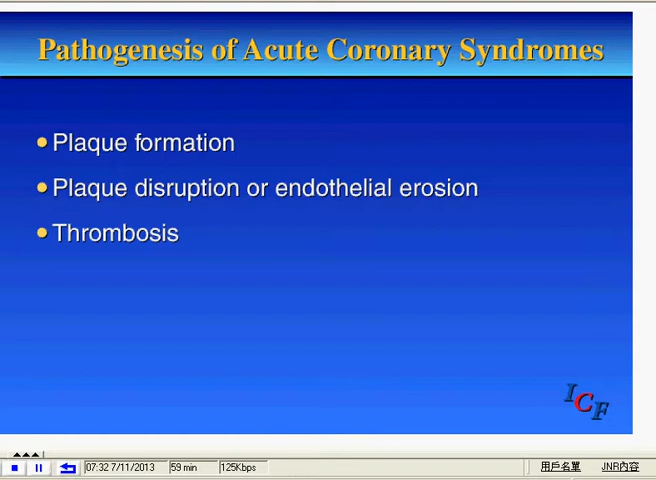 Pathogenesis of Acute Coronary Syndromes
Plaque formation
Plaque disruption or endothelial erosion
Thrombosis
ICF
07:32 7/11/2013 59 min 125Kbps 用戶名單 JNR內容